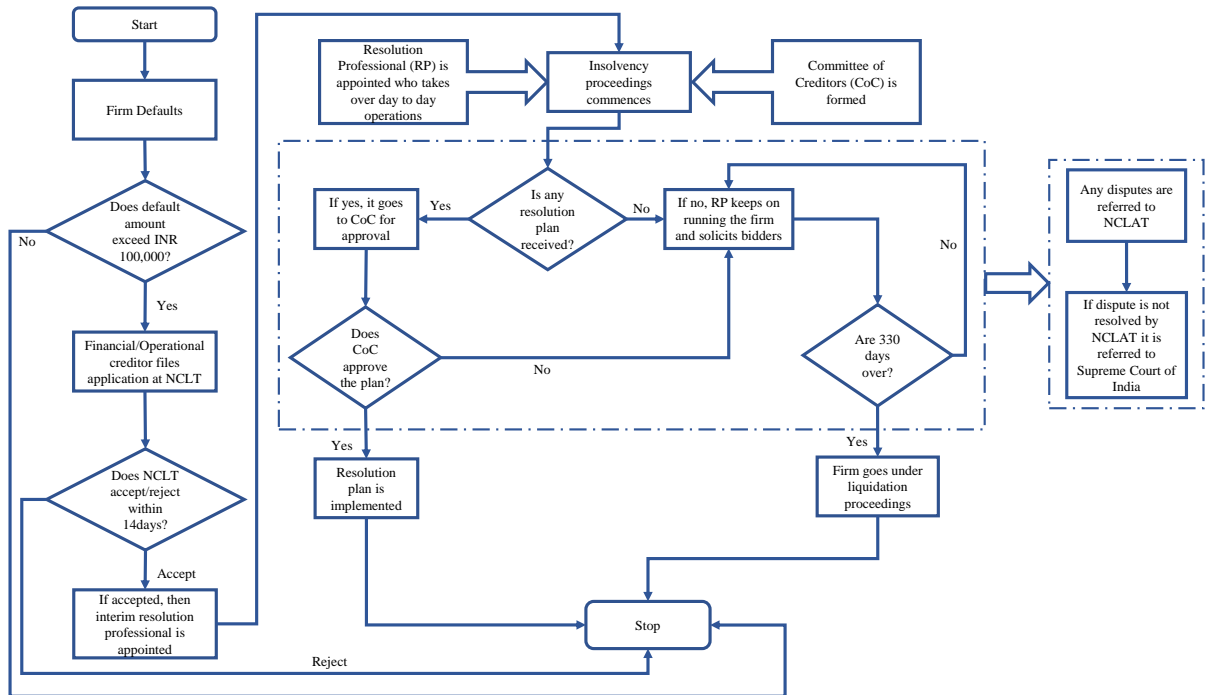 Start
Firm Defaults
Does default
amount
exceed INR
100,000?
No
Yes
Financial/Operational
creditor files
application at NCLT
Does NCLT
accept/reject
within
14days?
Accept
If accepted, then
interim resolution
professional is
appointed
Reject
Resolution
Professional (RP) is
appointed who takes
over day to day
operations
Insolvency
proceedings
commences
Committee of
Creditors (CoC) is
formed
Is any
resolution
plan
received?
Yes
No
If yes, it goes
to CoC for
approval
If no, RP keeps on
running the firm
and solicits bidders
No
Does
CoC
approve
the plan?
No
Are 330
days
over?
Yes
Yes
Resolution
plan is
implemented
Firm goes under
liquidation
proceedings
Stop
Any disputes are
referred to
NCLAT
If dispute is not
resolved by
NCLAT it is
referred to
Supreme Court of
India